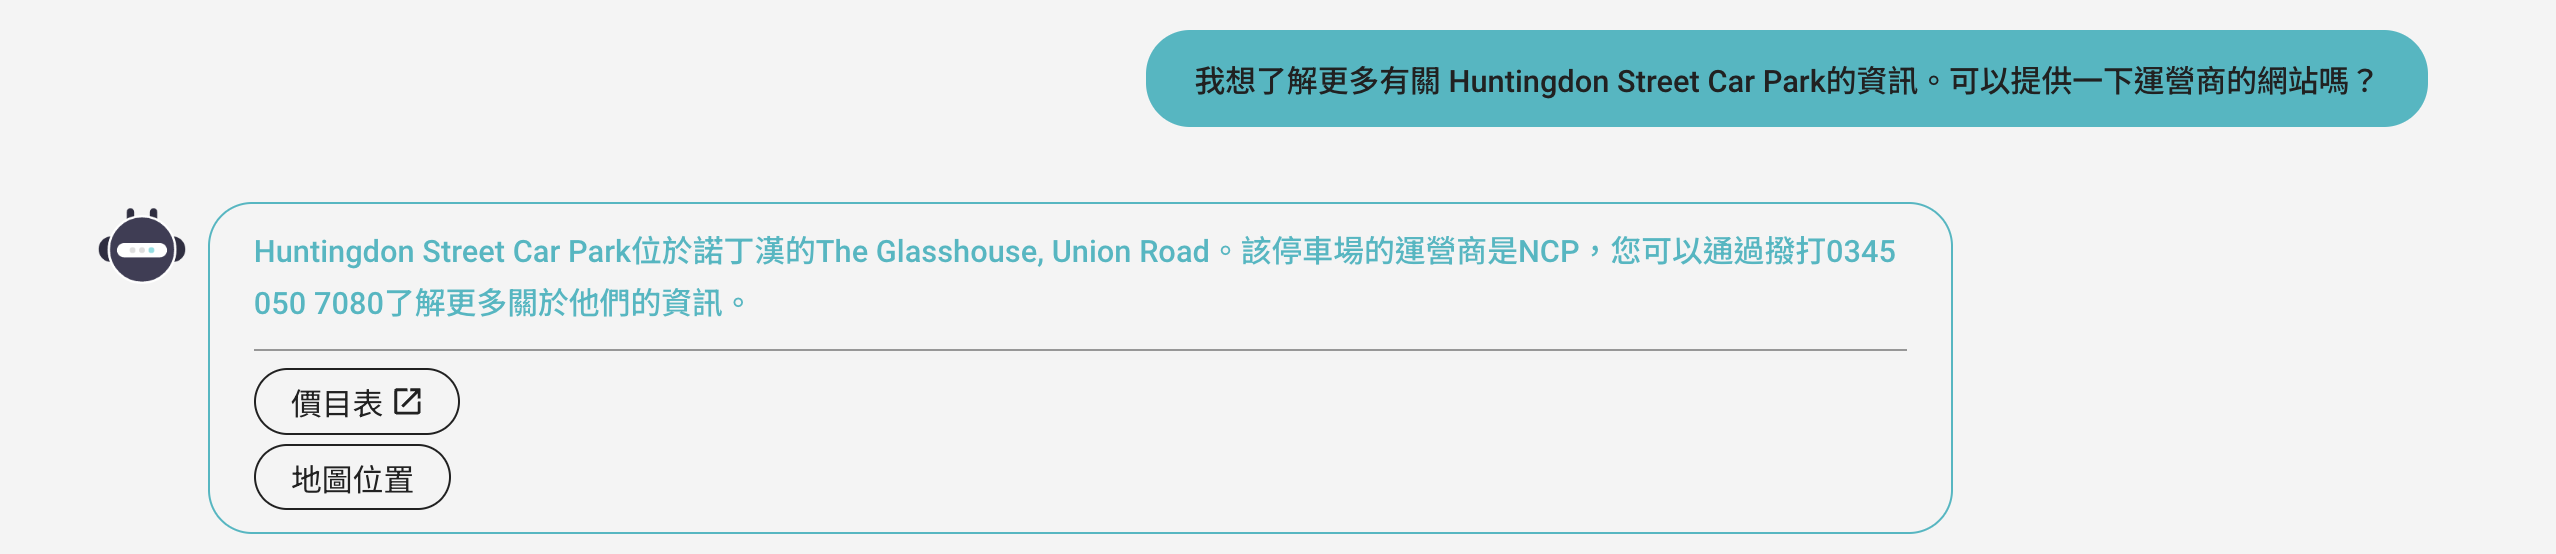 我想了解更多有關 Huntingdon Street Car Park的資訊。可以提供一下運營商的網站嗎？
Huntingdon Street Car Park位於諾丁漢的The Glasshouse, Union Road。該停車場的運營商是NCP，您可以通過撥打0345
050 7080了解更多關於他們的資訊。
價目表
地圖位置